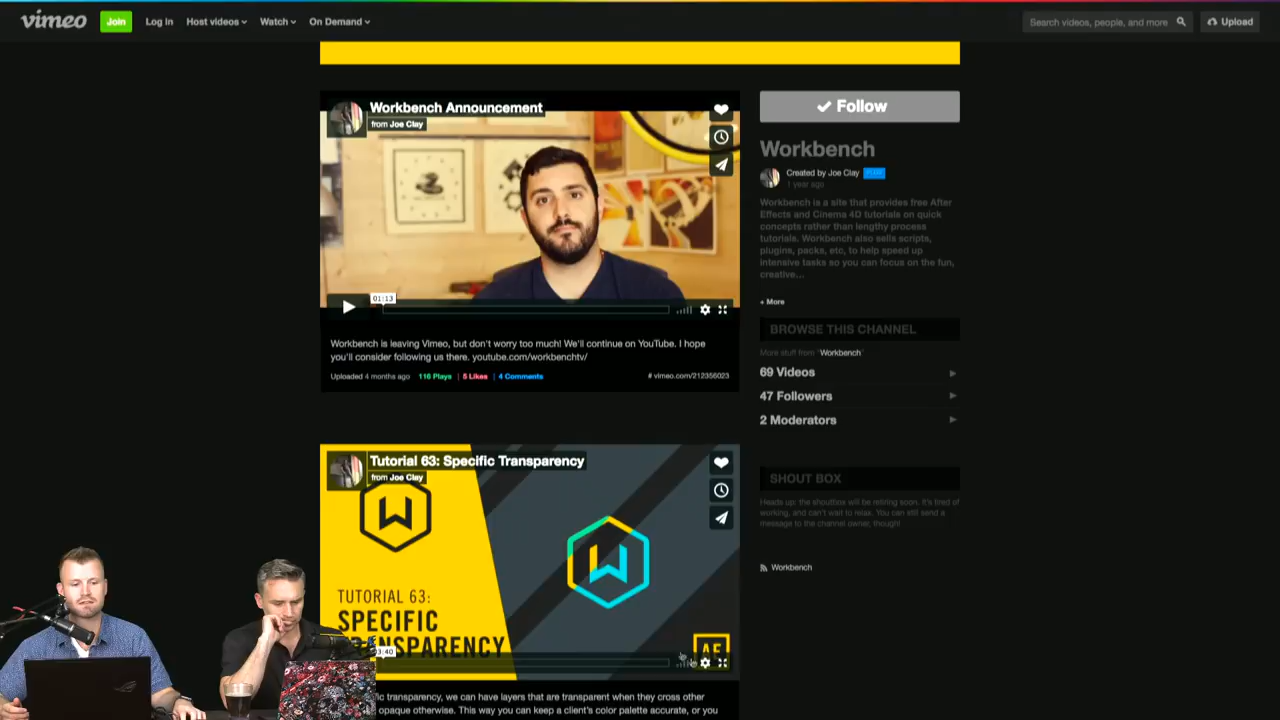 vimeo
Join
Log in
Host videos
Watch
On Demand
Search videos, people, and more
Upload
Workbench Announcement
from Joe Clay
01:13
Workbench is leaving Vimeo, but don't worry too much! We'll continue on YouTube. I hope
you'll consider following us there. youtube.com/workbenchtv/
Uploaded 4 months ago
116 Plays
5 Likes
4 Comments
# vimeo.com/212356023
Follow
Workbench
Created by Joe Clay PLUS
1 year ago
Workbench is a site that provides free After
Effects and Cinema 4D tutorials on quick
concepts rather than lengthy process
tutorials. Workbench also sells scripts,
plugins, packs, etc, to help speed up
intensive tasks so you can focus on the fun,
creative...
+ More
BROWSE THIS CHANNEL
More stuff from "Workbench"
69 Videos
47 Followers
2 Moderators
SHOUT BOX
Heads up: the shoutbox will be retiring soon. It's tired of
working, and can't wait to relax. You can still send a
message to the channel owner, though!
Workbench
Tutorial 63: Specific Transparency
from Joe Clay
W
W
TUTORIAL 63:
SPECIFIC
TRANSPARENCY
AE
3:40
ic transparency, we can have layers that are transparent when they cross other
opaque otherwise. This way you can keep a client's color palette accurate, or you